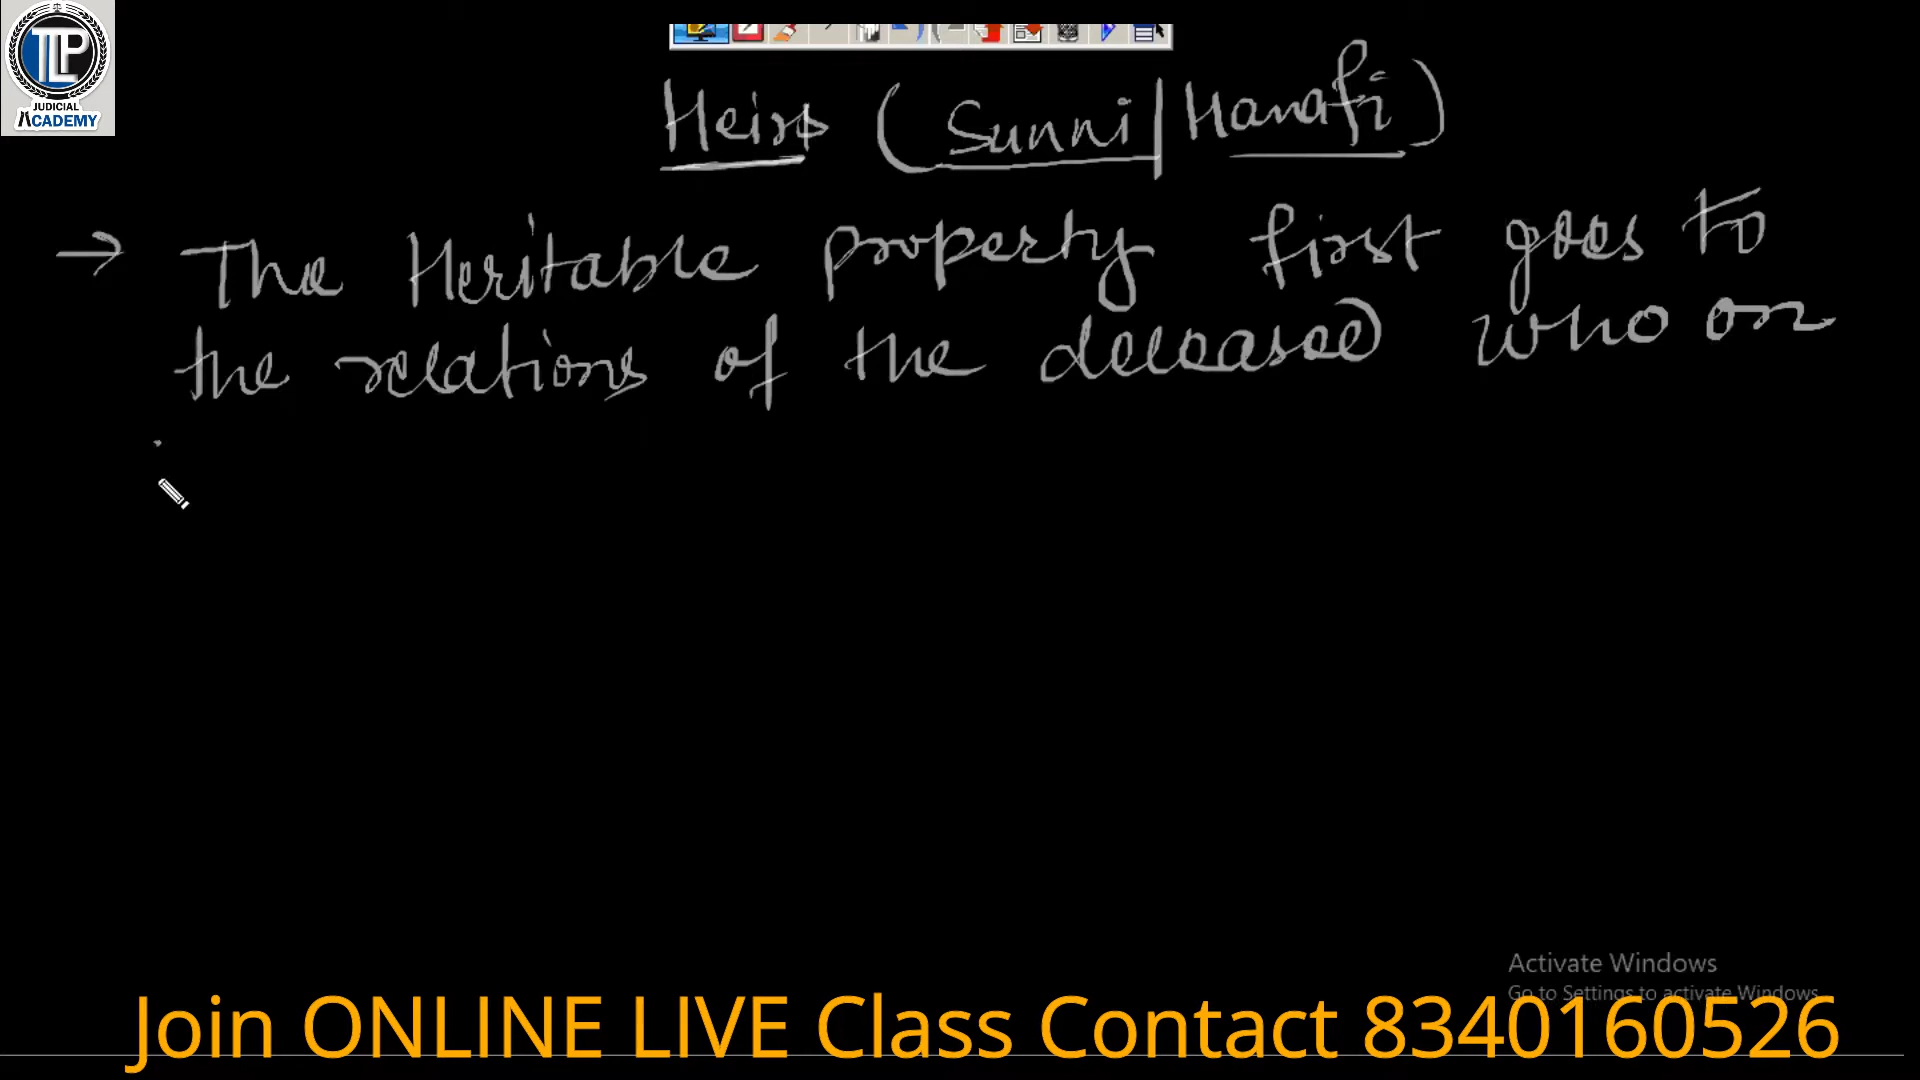 TLP
JUDICIAL
ACADEMY
Heirs (Sunni|Hanafi)
→ The Heritable property first goes to
the relations of the deceased who on
Activate Windows
Go to Settings to activate Windows.
Join ONLINE LIVE Class Contact 8340160526